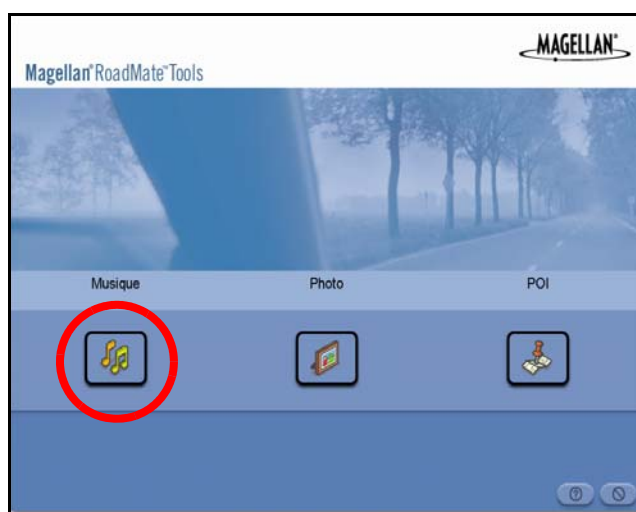 MAGELLAN®
Magellan® RoadMate™ Tools
Musique Photo POI
?